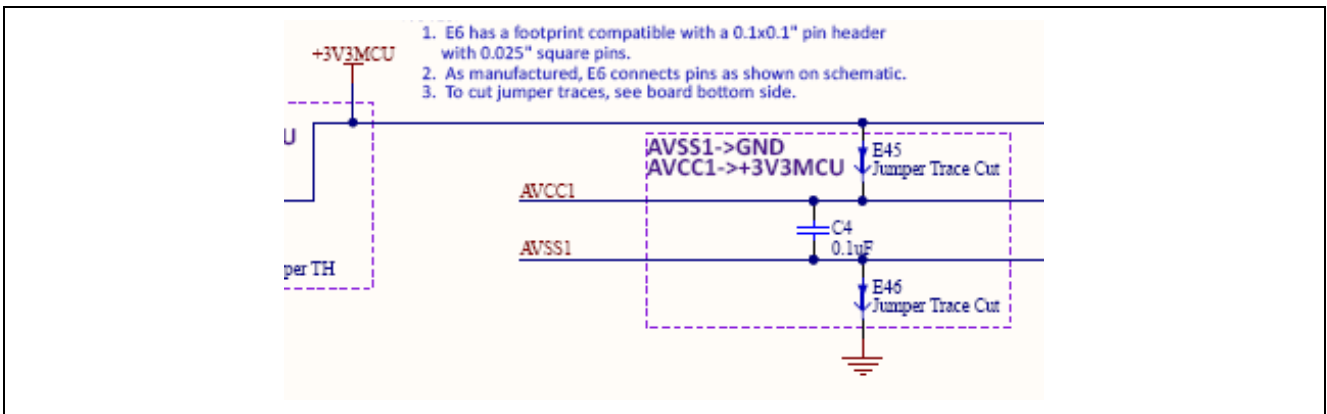 1. E6 has a footprint compatible with a 0.1x0.1" pin header
with 0.025" square pins.
2. As manufactured, E6 connects pins as shown on schematic.
3. To cut jumper traces, see board bottom side.
+3V3MCU
U
AVSS1->GND
AVCC1->+3V3MCU
E45
Jumper Trace Cut
AVCC1
C4
0.1uF
AVSS1
per TH
E46
Jumper Trace Cut